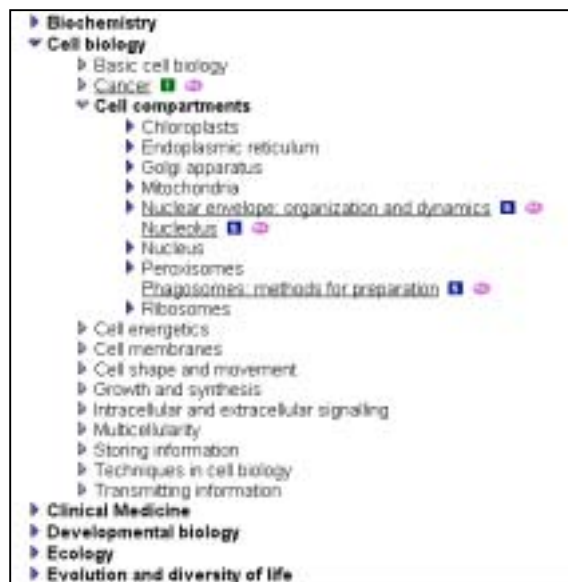 Biochemistry
Cell biology
Basic cell biology
Cancer
Cell compartments
Chloroplasts
Endoplasmic reticulum
Golgi apparatus
Mitochondria
Nuclear envelope: organization and dynamics
Nucleolus
Nucleus
Peroxisomes
Phagosomes: methods for preparation
Ribosomes
Cell energetics
Cell membranes
Cell shape and movement
Growth and synthesis
Intracellular and extracellular signalling
Multicellularity
Storing information
Techniques in cell biology
Transmitting information
Clinical Medicine
Developmental biology
Ecology
Evolution and diversity of life